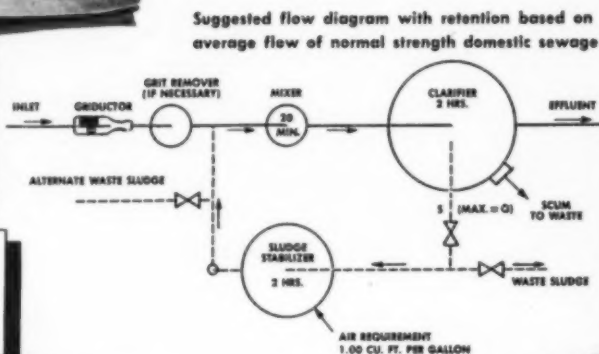 Suggested flow diagram with retention based on
average flow of normal strength domestic sewage
GRIT REMOVER
(IF NECESSARY)
INLET
GRIDUCTOR
MIXER
20
MIN.
CLARIFIER
2 HRS.
EFFLUENT
ALTERNATE WASTE SLUDGE
S (MAX. = Q)
SCUM
TO WASTE
SLUDGE
STABILIZER
2 HRS.
WASTE SLUDGE
AIR REQUIREMENT
1.00 CU. FT. PER GALLON